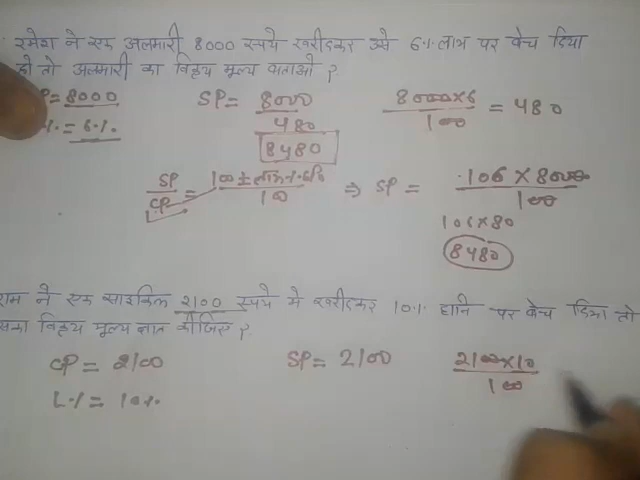 रमेश ने एक अलमारी 8000 रुपये खरीदकर उसे 6% लाभ पर बेच दिया
हो तो अलमारी का विक्रय मूल्य बताओ ?
P = 8000 SP = 8000 8000×6/100 = 480
% = 6% 480
8480
SP/CP = 100 ± लाभ% ⇒ SP = 106 × 8000/100
106×80
8480
राम ने एक साइकिल 2100 रुपये में खरीदकर 10% हानि पर बेच दिया तो
विक्रय मूल्य ज्ञात कीजिए ?
CP = 2100 SP = 2100 2100×10/100
L% = 10%